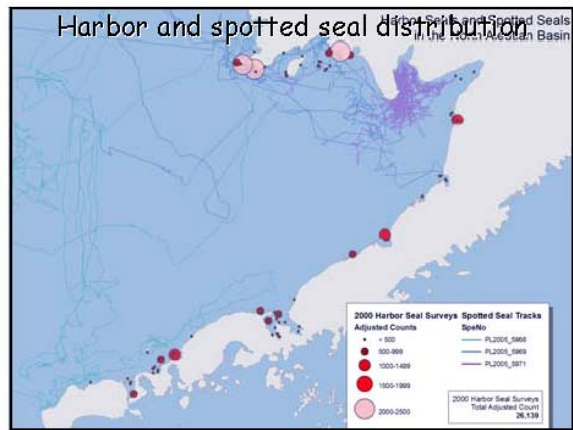 Harbor and spotted seal distribution
Harbor Seals and Spotted Seals
in the North Aleutian Basin
2000 Harbor Seal Surveys
Adjusted Counts
< 500
500-999
1000-1499
1500-1999
2000-2500
Spotted Seal Tracks
SpeNo
PL2005_5968
PL2005_5969
PL2005_5971
2000 Harbor Seal Surveys
Total Adjusted Count
26,139